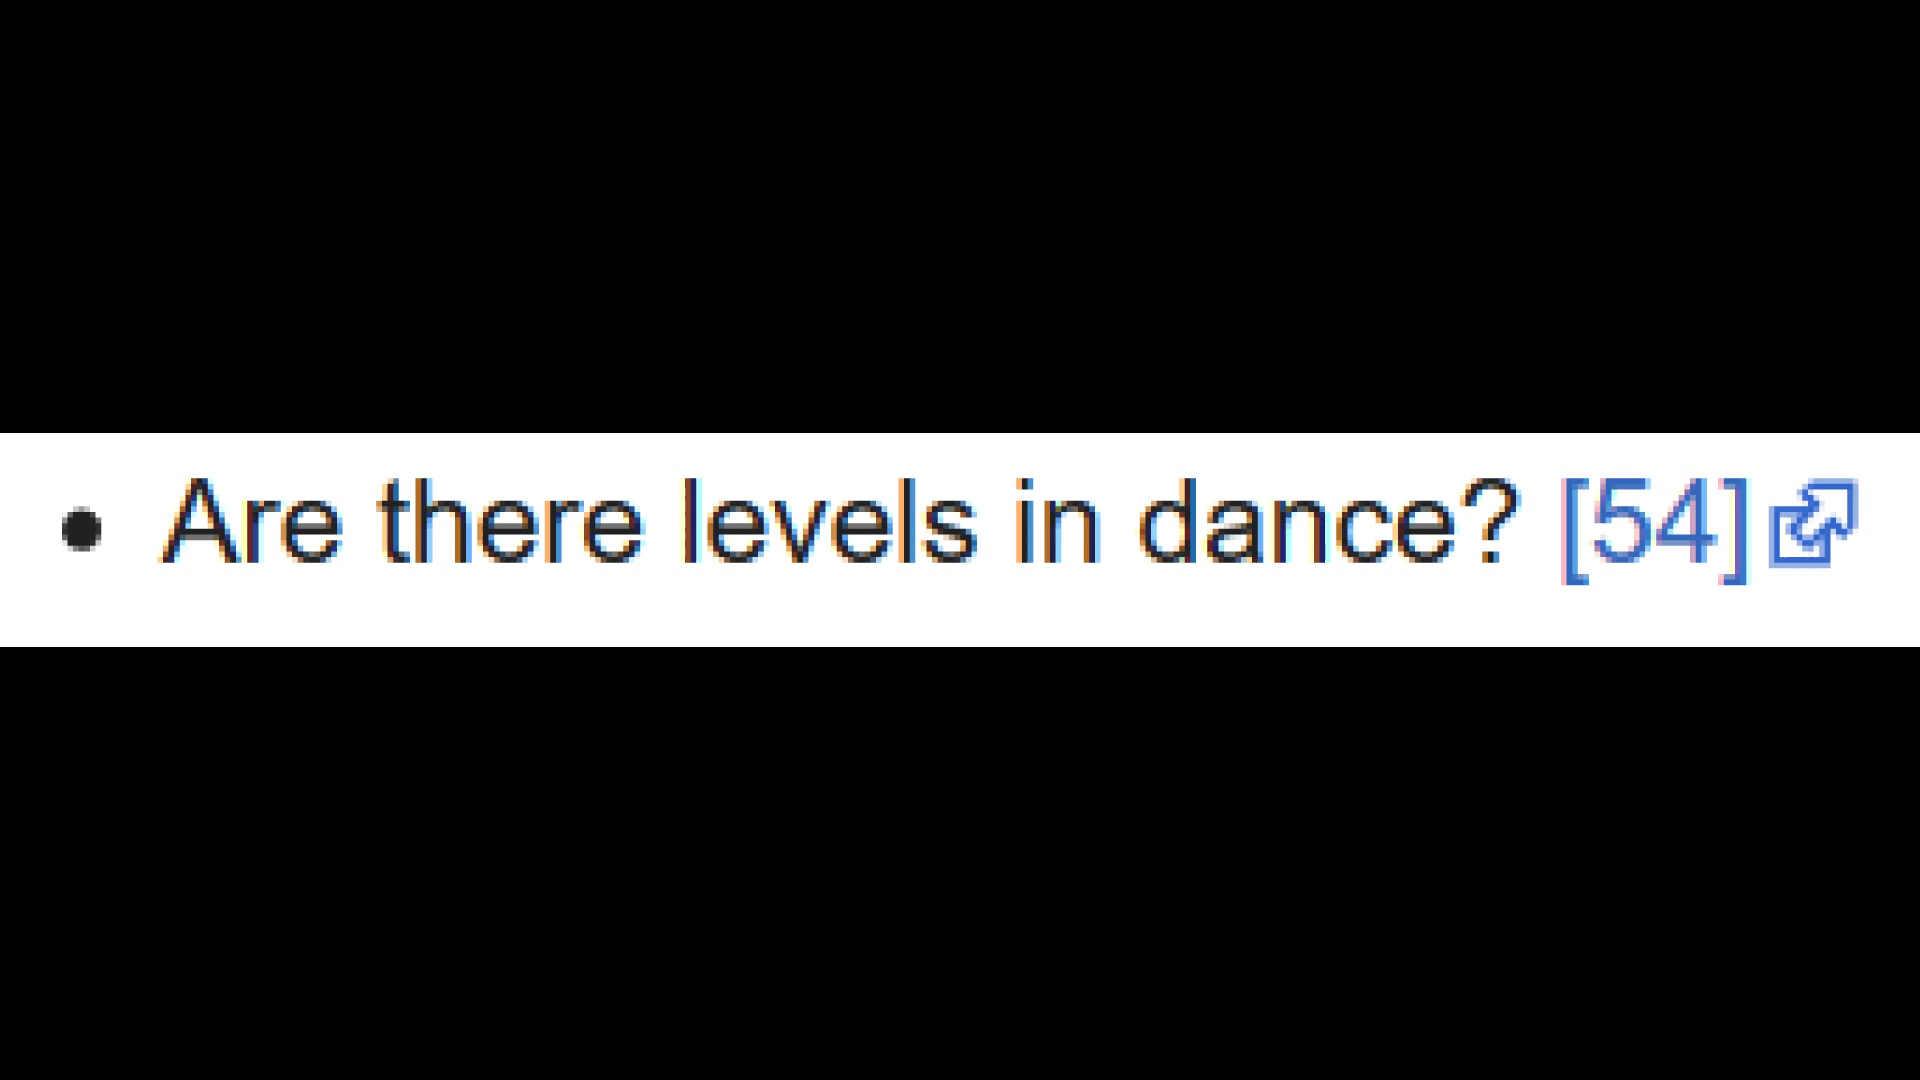 • Are there levels in dance? [54]